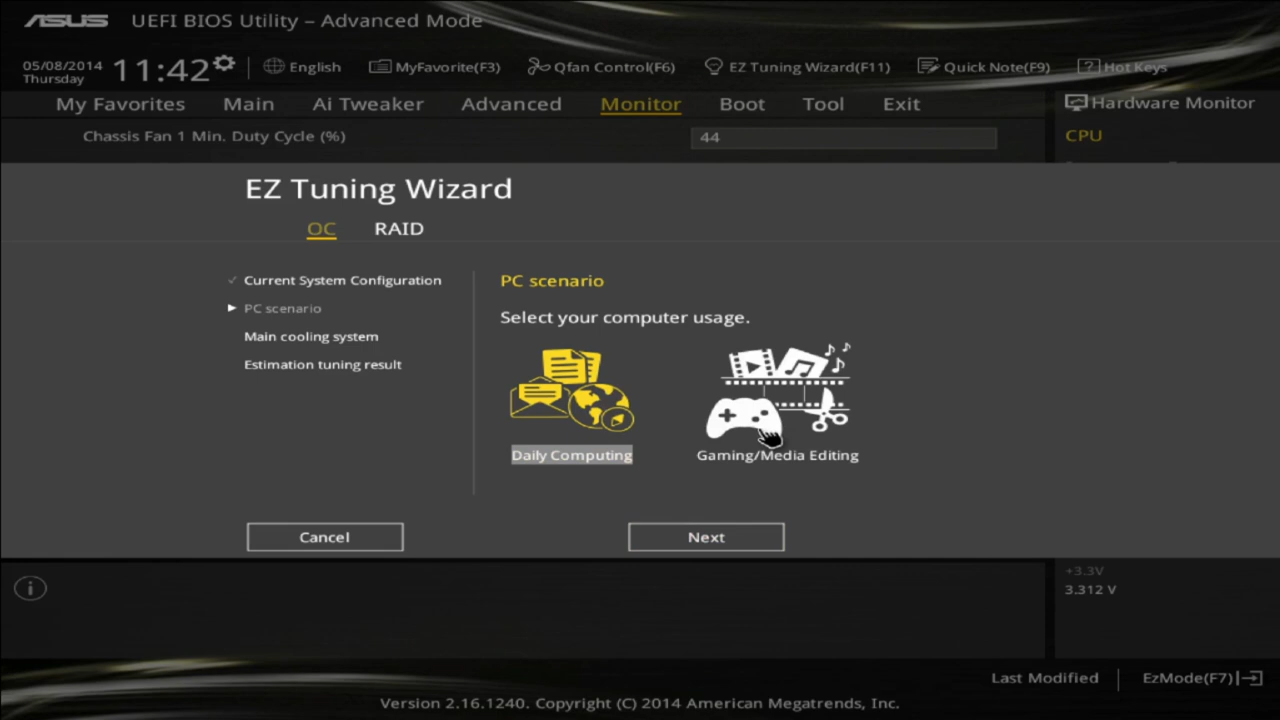 ASUS UEFI BIOS Utility – Advanced Mode
05/08/2014 Thursday 11:42 English MyFavorite(F3) Qfan Control(F6) EZ Tuning Wizard(F11) Quick Note(F9) ? Hot Keys
My Favorites Main Ai Tweaker Advanced Monitor Boot Tool Exit Hardware Monitor
Chassis Fan 1 Min. Duty Cycle (%) 44 CPU
EZ Tuning Wizard
OC RAID
Current System Configuration
PC scenario
Main cooling system
Estimation tuning result
PC scenario
Select your computer usage.
Daily Computing Gaming/Media Editing
Cancel Next
+3.3V
3.312 V
Last Modified EzMode(F7)
Version 2.16.1240. Copyright (C) 2014 American Megatrends, Inc.